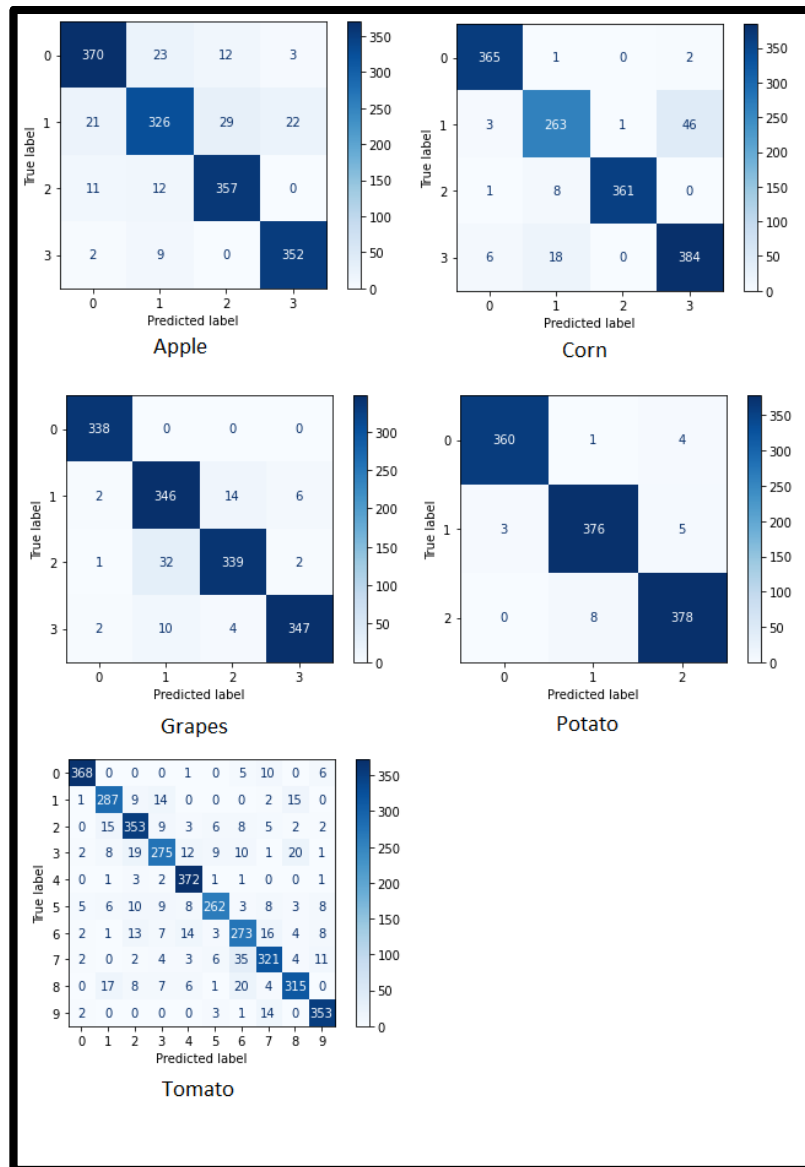 0 370 23 12 3
1 21 326 29 22
2 11 12 357 0
3 2 9 0 352
0 1 2 3
Predicted label
True label
350
300
250
200
150
100
50
0
Apple
0 365 1 0 2
1 3 263 1 46
2 1 8 361 0
3 6 18 0 384
0 1 2 3
Predicted label
True label
350
300
250
200
150
100
50
0
Corn
0 338 0 0 0
1 2 346 14 6
2 1 32 339 2
3 2 10 4 347
0 1 2 3
Predicted label
True label
300
250
200
150
100
50
0
Grapes
0 360 1 4
1 3 376 5
2 0 8 378
0 1 2
Predicted label
True label
350
300
250
200
150
100
50
0
Potato
0 368 0 0 0 1 0 5 10 0 6
1 1 287 9 14 0 0 0 2 15 0
2 0 15 353 9 3 6 8 5 2 2
3 2 8 19 275 12 9 10 1 20 1
4 0 1 3 2 372 1 1 0 0 1
5 5 6 10 9 8 262 3 8 3 8
6 2 1 13 7 14 3 273 16 4 8
7 2 0 2 4 3 6 35 321 4 11
8 0 17 8 7 6 1 20 4 315 0
9 2 0 0 0 0 3 1 14 0 353
0 1 2 3 4 5 6 7 8 9
Predicted label
True label
350
300
250
200
150
100
50
0
Tomato